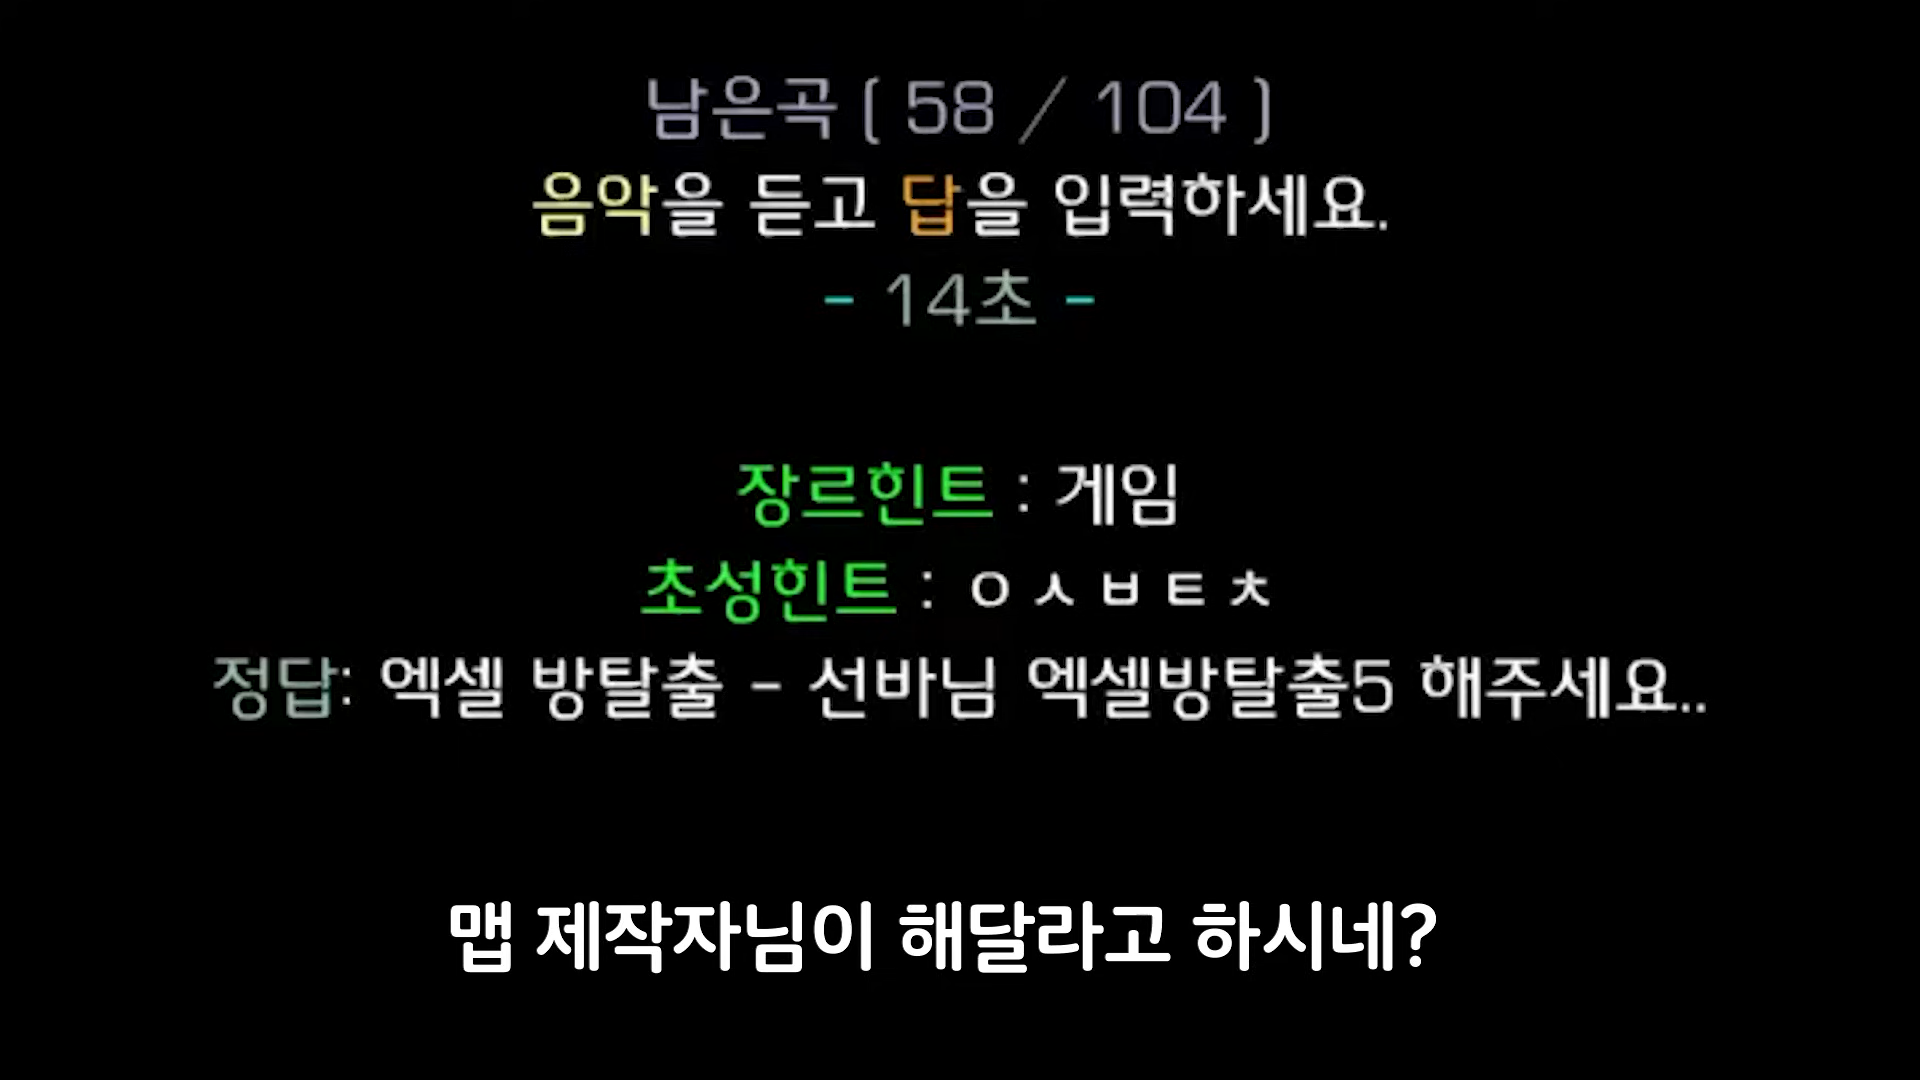 남은곡 ( 58 / 104 )
음악을 듣고 답을 입력하세요.
- 14초 -
장르힌트 : 게임
초성힌트 : ㅇ ㅅ ㅂ ㅌ ㅊ
정답: 엑셀 방탈출 - 선바님 엑셀방탈출5 해주세요..
맵 제작자님이 해달라고 하시네?